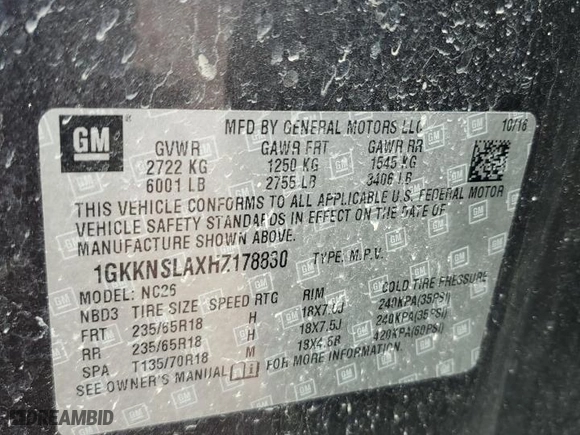 GM
MFD BY GENERAL MOTORS LLC 10/16
GVWR GAWR FRT GAWR RR
2722 KG 1250 KG 1545 KG
6001 LB 2755 LB 3406 LB
THIS VEHICLE CONFORMS TO ALL APPLICABLE U.S. FEDERAL MOTOR
VEHICLE SAFETY STANDARDS IN EFFECT ON THE DATE OF
MANUFACTURE SHOWN ABOVE.
1GKKNSLAXHZ178830 TYPE: M.P.V.
MODEL: NC26
NBD3 TIRE SIZE SPEED RTG RIM COLD TIRE PRESSURE
FRT 235/65R18 H 18X7.5J 240KPA(35PSI)
RR 235/65R18 H 18X7.5J 240KPA(35PSI)
SPA T135/70R18 M 18X4.5B 420KPA(60PSI)
SEE OWNER'S MANUAL
DREAMBID